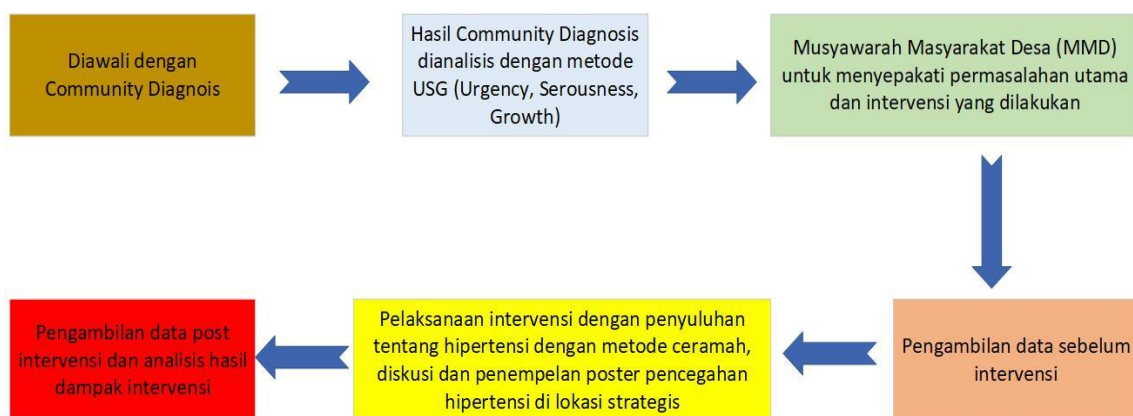 Diawali dengan
Community Diagnois
Hasil Community Diagnosis
dianalisis dengan metode
USG (Urgency, Serousness,
Growth)
Musyawarah Masyarakat Desa (MMD)
untuk menyepakati permasalahan utama
dan intervensi yang dilakukan
Pengambilan data sebelum
intervensi
Pelaksanaan intervensi dengan penyuluhan
tentang hipertensi dengan metode ceramah,
diskusi dan penempelan poster pencegahan
hipertensi di lokasi strategis
Pengambilan data post
intervensi dan analisis hasil
dampak intervensi